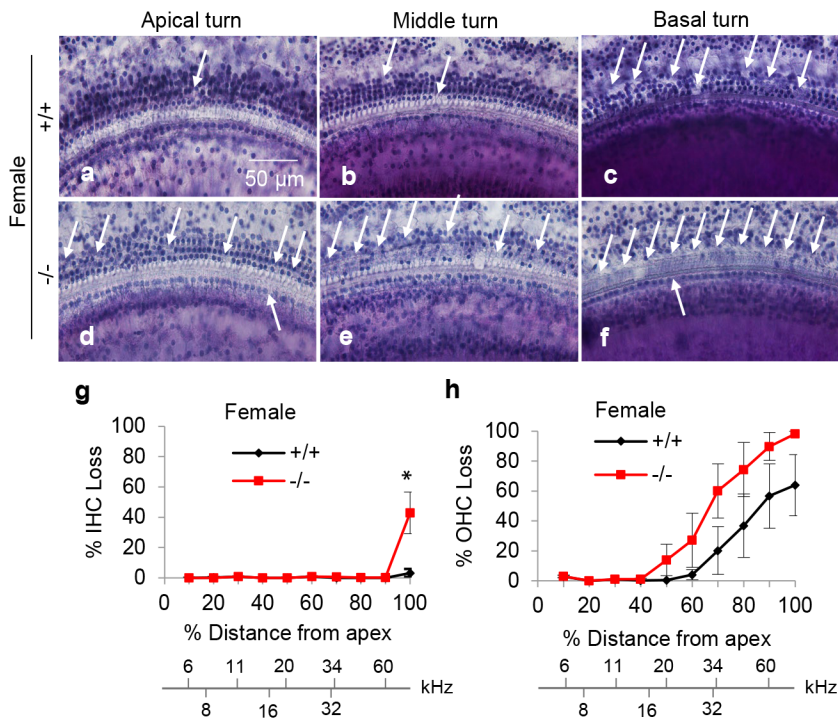 Apical turn
Middle turn
Basal turn
Female
+/+
-/-
a
50 µm
b
c
d
e
f
g
Female
+/+
-/-
% IHC Loss
100
80
60
40
20
0
*
0 20 40 60 80 100
% Distance from apex
6 11 20 34 60
kHz
8 16 32
h
Female
+/+
-/-
% OHC Loss
100
80
60
40
20
0
0 20 40 60 80 100
% Distance from apex
6 11 20 34 60
kHz
8 16 32